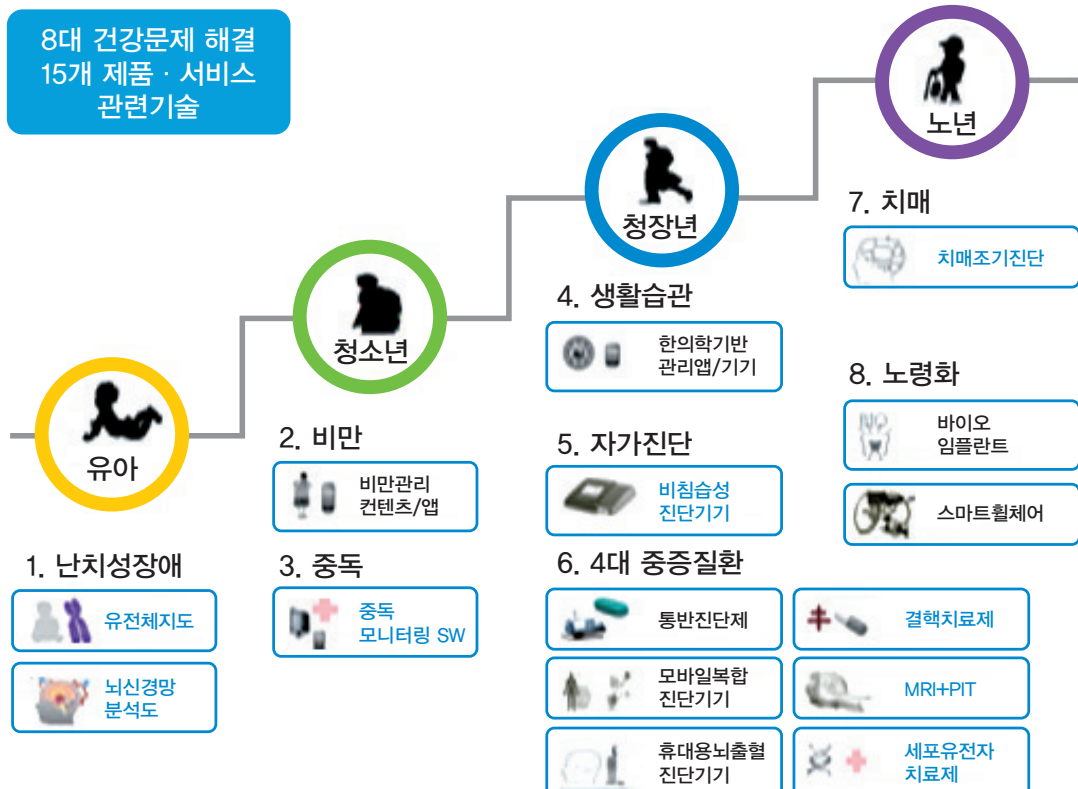 8대 건강문제 해결
15개 제품 · 서비스
관련기술
유아
1. 난치성장애
유전체지도
뇌신경망
분석도
청소년
2. 비만
비만관리
컨텐츠/앱
3. 중독
중독
모니터링 SW
청장년
4. 생활습관
한의학기반
관리앱/기기
5. 자가진단
비침습성
진단기기
6. 4대 중증질환
통반진단제
결핵치료제
모바일복합
진단기기
MRI+PIT
휴대용뇌출혈
진단기기
세포유전자
치료제
노년
7. 치매
치매조기진단
8. 노령화
바이오
임플란트
스마트휠체어